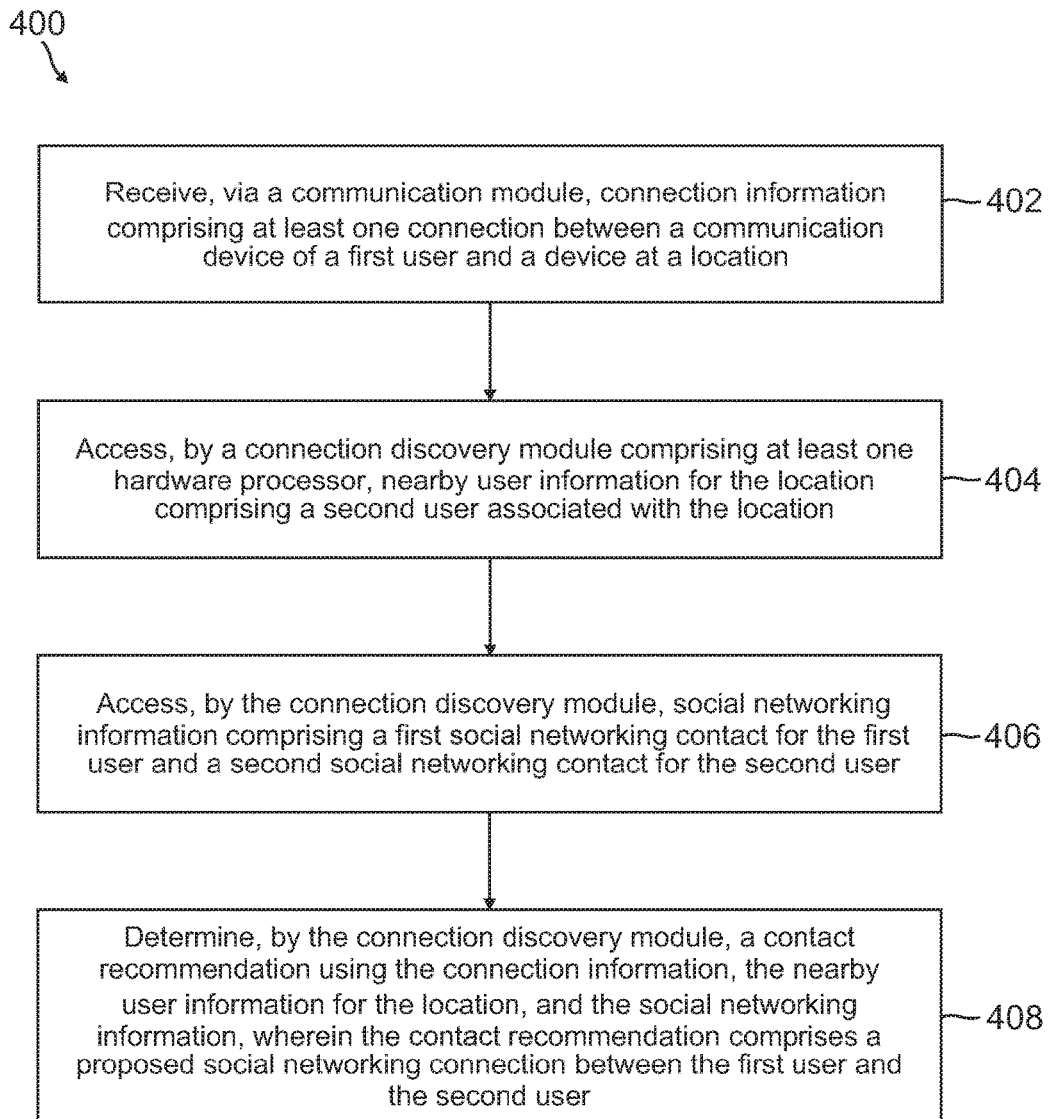 400
Receive, via a communication module, connection information
comprising at least one connection between a communication
device of a first user and a device at a location
402
Access, by a connection discovery module comprising at least one
hardware processor, nearby user information for the location
comprising a second user associated with the location
404
Access, by the connection discovery module, social networking
information comprising a first social networking contact for the first
user and a second social networking contact for the second user
406
Determine, by the connection discovery module, a contact
recommendation using the connection information, the nearby
user information for the location, and the social networking
information, wherein the contact recommendation comprises a
proposed social networking connection between the first user and
the second user
408